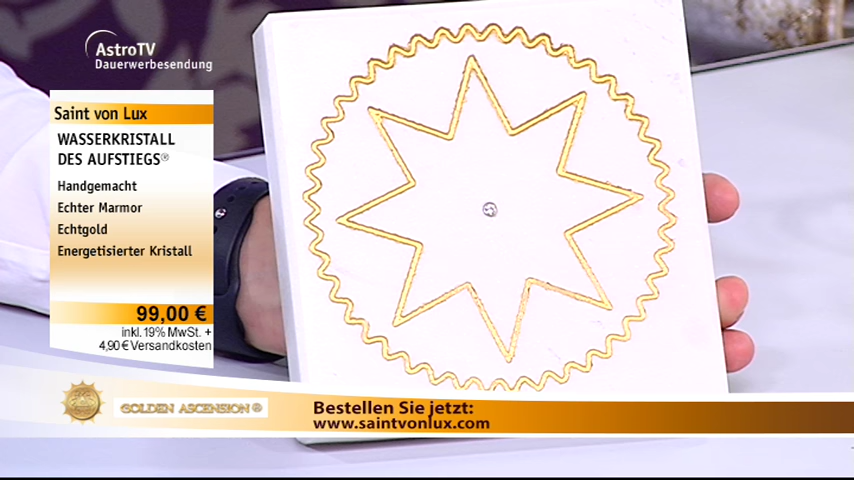 AstroTV
Dauerwerbesendung
Saint von Lux
WASSERKRISTALL
DES AUFSTIEGS®
Handgemacht
Echter Marmor
Echtgold
Energetisierter Kristall
99,00 €
inkl. 19% MwSt. +
4,90 € Versandkosten
GOLDEN ASCENSION ®
Bestellen Sie jetzt:
www.saintvonlux.com